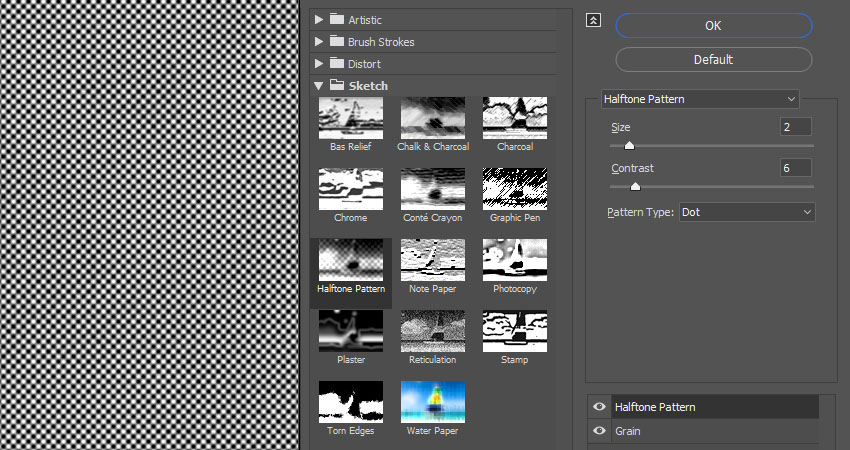 Artistic
Brush Strokes
Distort
Sketch
Bas Relief
Chalk & Charcoal
Charcoal
Chrome
Conté Crayon
Graphic Pen
Halftone Pattern
Note Paper
Photocopy
Plaster
Reticulation
Stamp
Torn Edges
Water Paper
OK
Default
Halftone Pattern
Size
2
Contrast
6
Pattern Type: Dot
Halftone Pattern
Grain